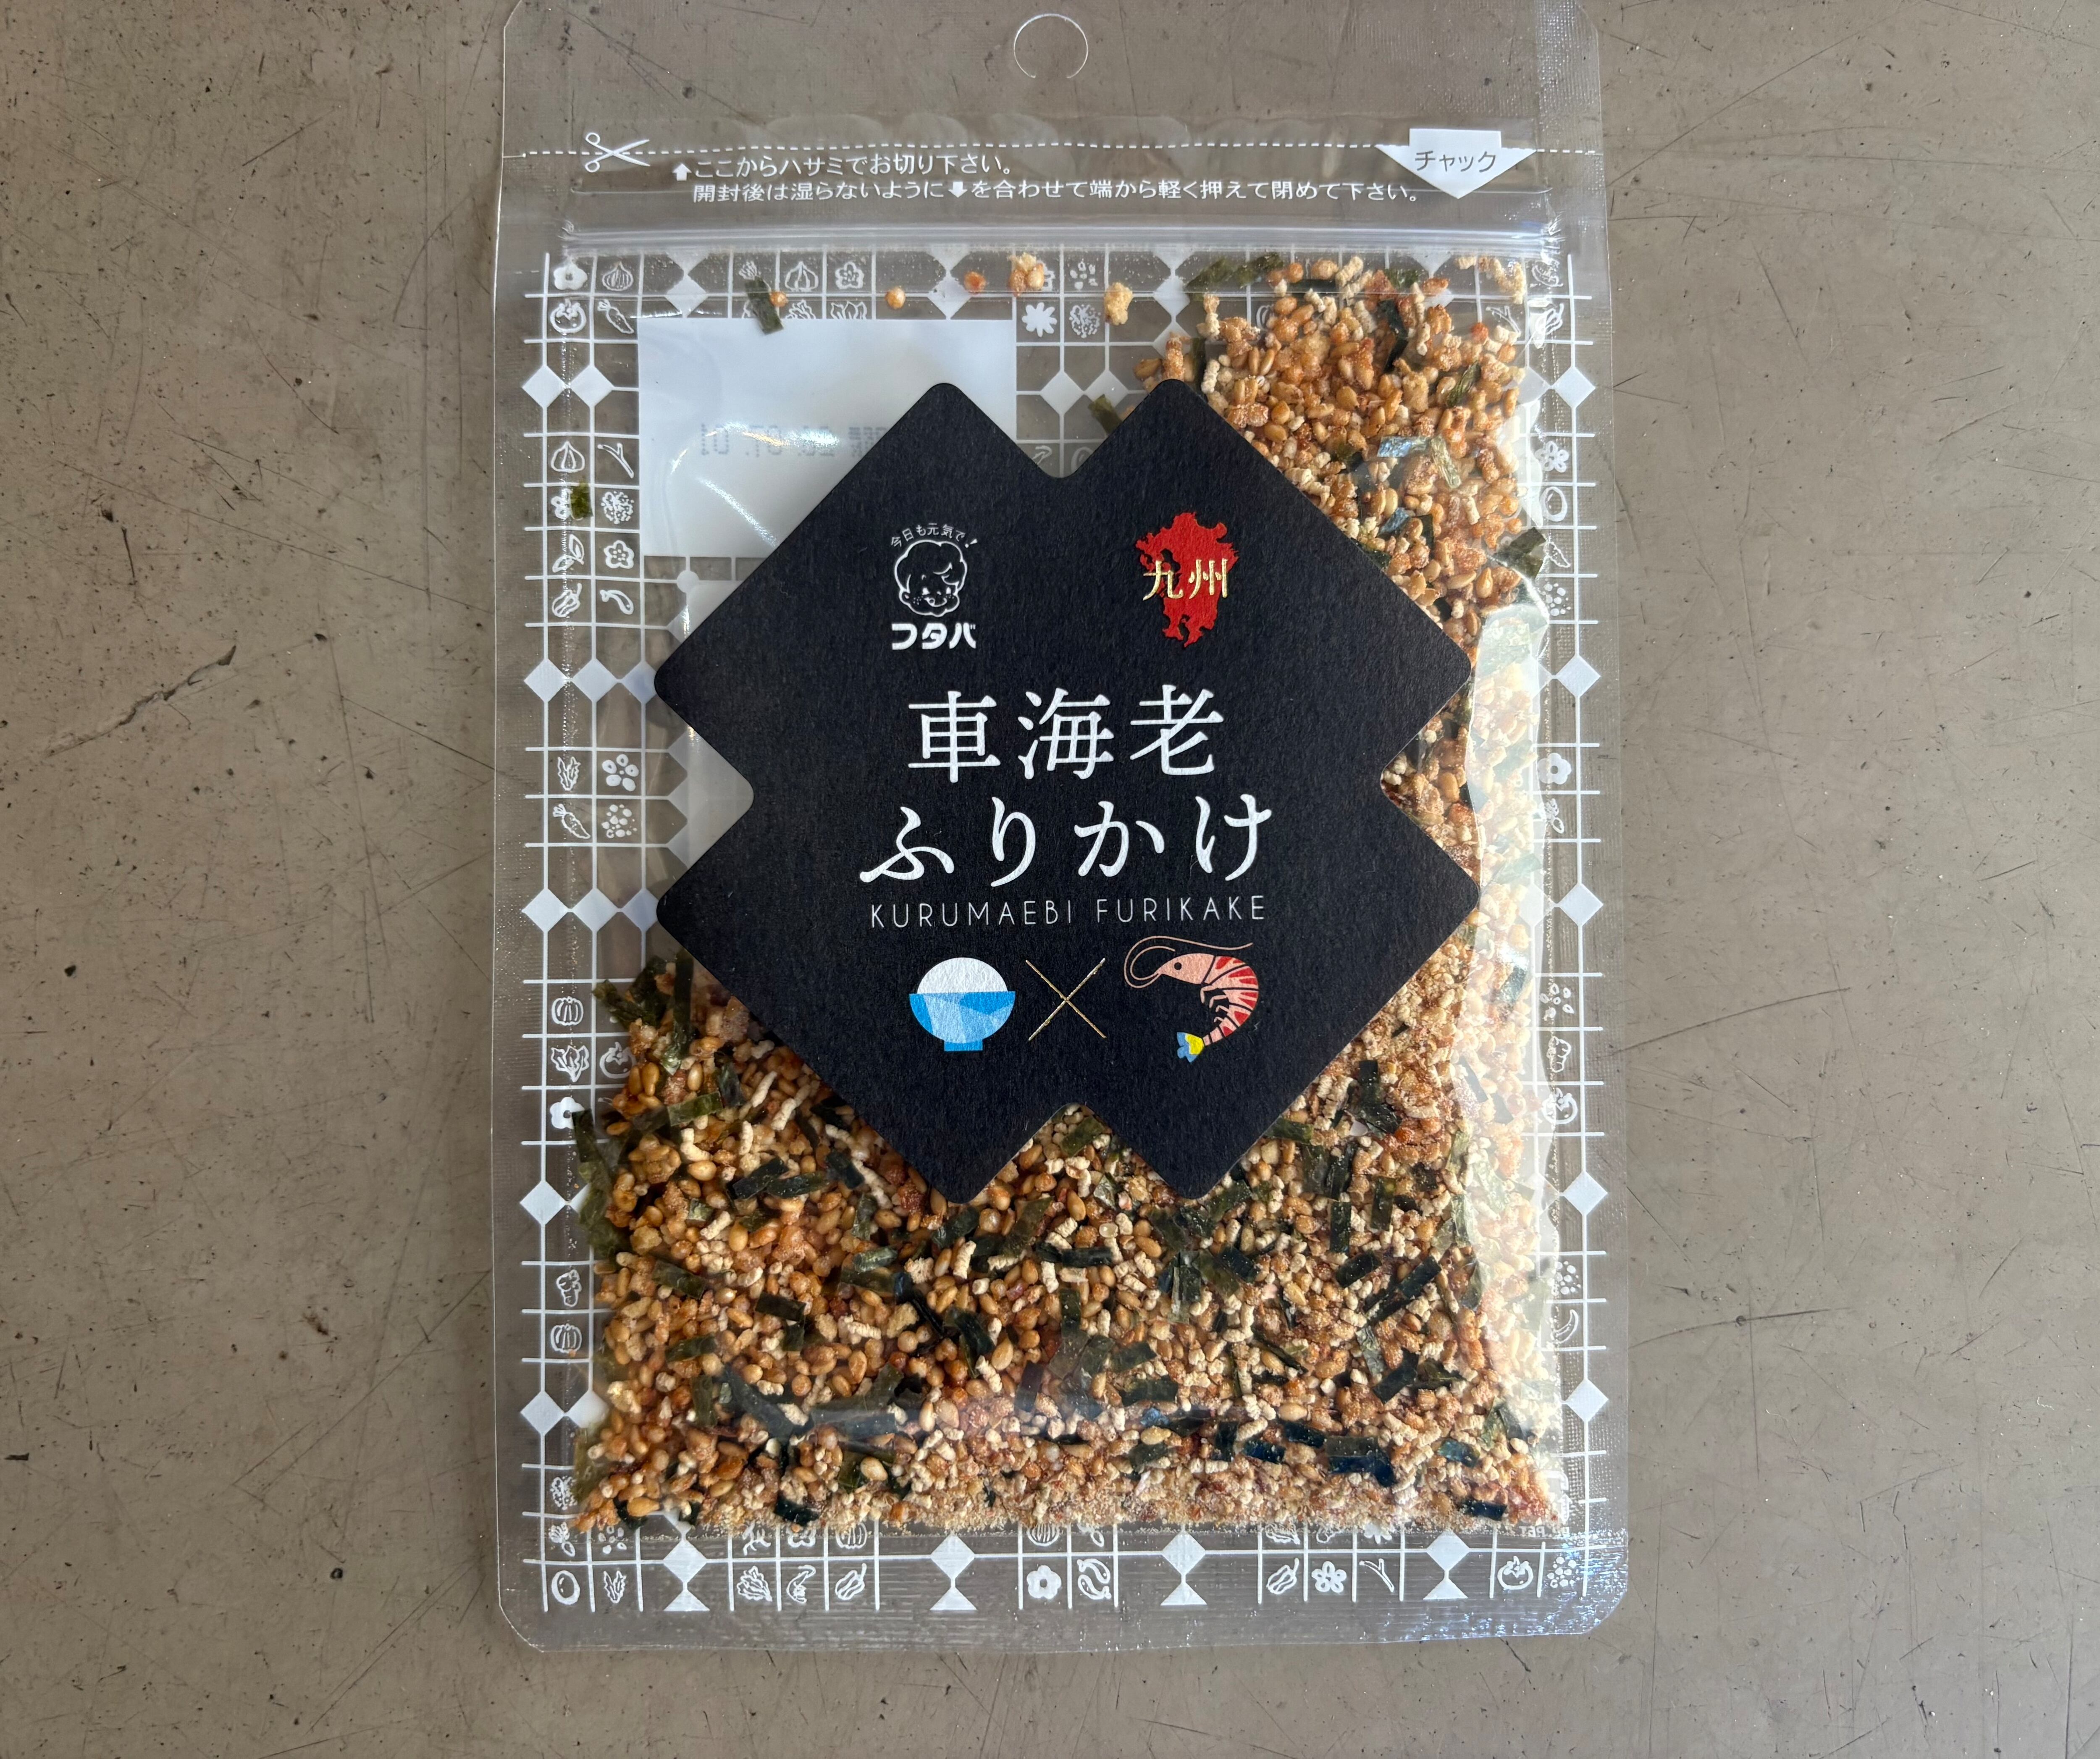 ここからハサミでお切り下さい。
開封後は湿らないように⬇を合わせて端から軽く押えて閉めて下さい。
チャック
今日も元気で!
フタバ
九州
車海老
ふりかけ
KURUMAEBI FURIKAKE